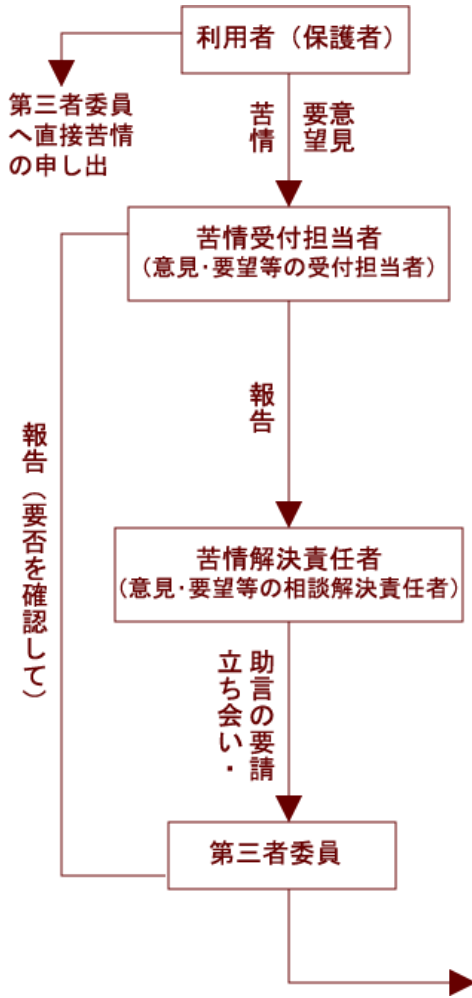 利用者（保護者）
第三者委員
へ直接苦情
の申し出
苦情
意見
要望
苦情受付担当者
（意見・要望等の受付担当者）
報告
報告（要否を確認して）
苦情解決責任者
（意見・要望等の相談解決責任者）
助言の要請
立ち会い・
第三者委員